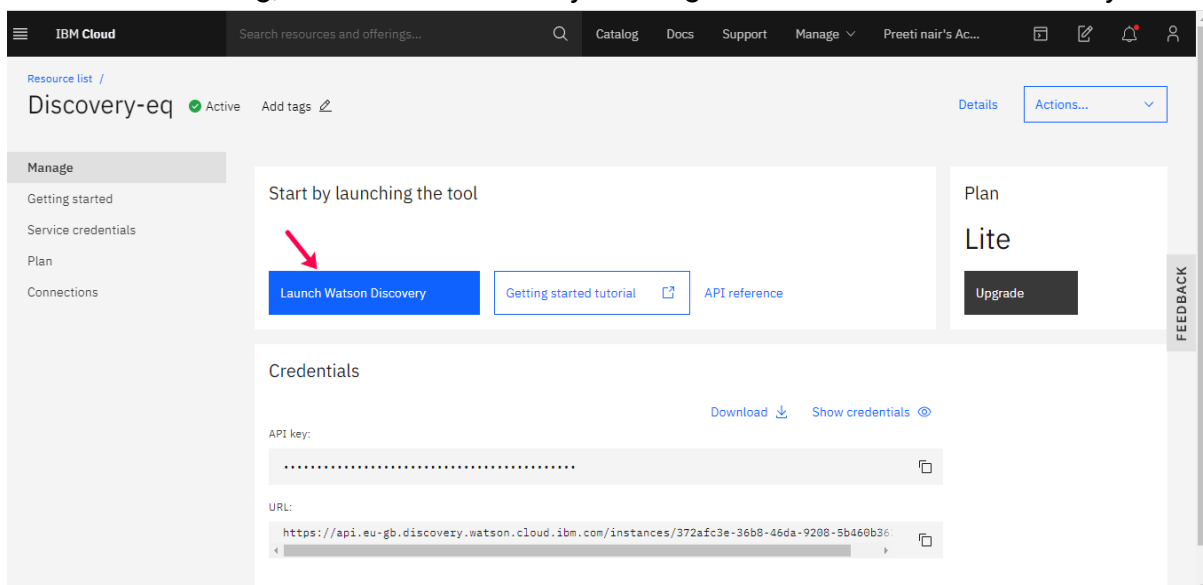 IBM Cloud Search resources and offerings... Catalog Docs Support Manage Preeti nair's Ac...
Resource list /
Discovery-eq Active Add tags Details Actions...
Manage
Getting started
Service credentials
Plan
Connections
Start by launching the tool
Launch Watson Discovery Getting started tutorial API reference
Plan
Lite
Upgrade
FEEDBACK
Credentials
Download Show credentials
API key:
............................................
URL:
https://api.eu-gb.discovery.watson.cloud.ibm.com/instances/372afc3e-36b8-46da-9208-5b460b36